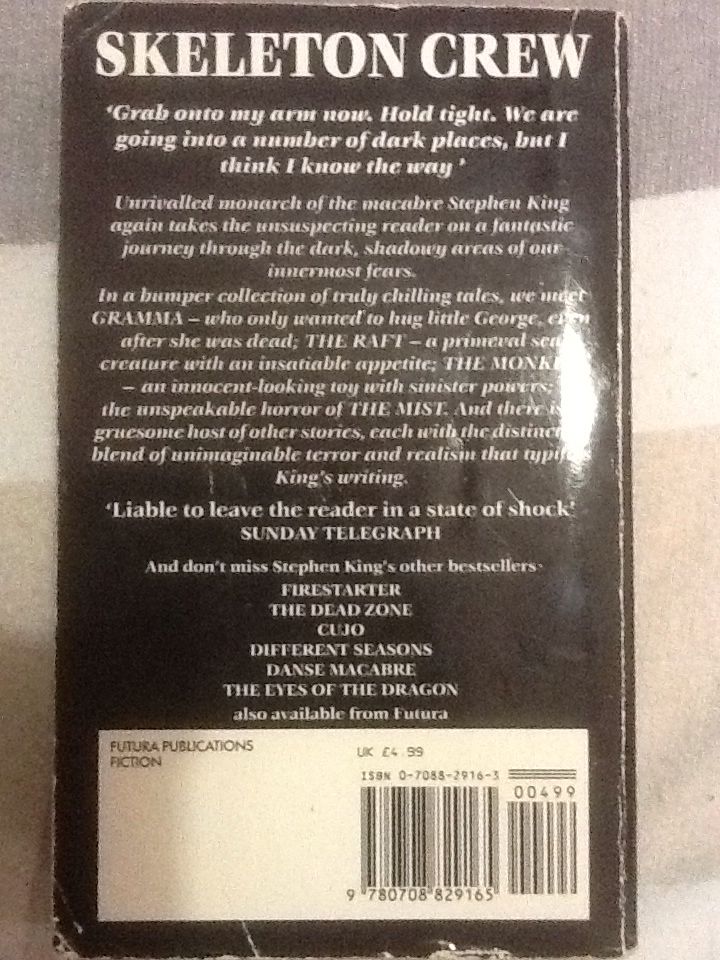 SKELETON CREW
'Grab onto my arm now. Hold tight. We are
going into a number of dark places, but I
think I know the way'
Unrivalled monarch of the macabre Stephen King
again takes the unsuspecting reader on a fantastic
journey through the dark, shadowy areas of our
innermost fears.
In a bumper collection of truly chilling tales, we meet
GRAMMA – who only wanted to hug little George, even
after she was dead; THE RAFT – a primeval sea
creature with an insatiable appetite; THE
– an innocent-looking toy with sinister powers;
the unspeakable horror of THE MIST. And there
gruesome host of other stories, each with the
blend of unimaginable terror and realism that
King's writing.
'Liable to leave the reader in a state of shock'
SUNDAY TELEGRAPH
And don't miss Stephen King's other bestsellers
FIRESTARTER
THE DEAD ZONE
CUJO
DIFFERENT SEASONS
DANSE MACABRE
THE EYES OF THE DRAGON
also available from Futura
FUTURA PUBLICATIONS
FICTION
UK £4.99
ISBN 0-7088-2916-3
00499
9 780708 829165